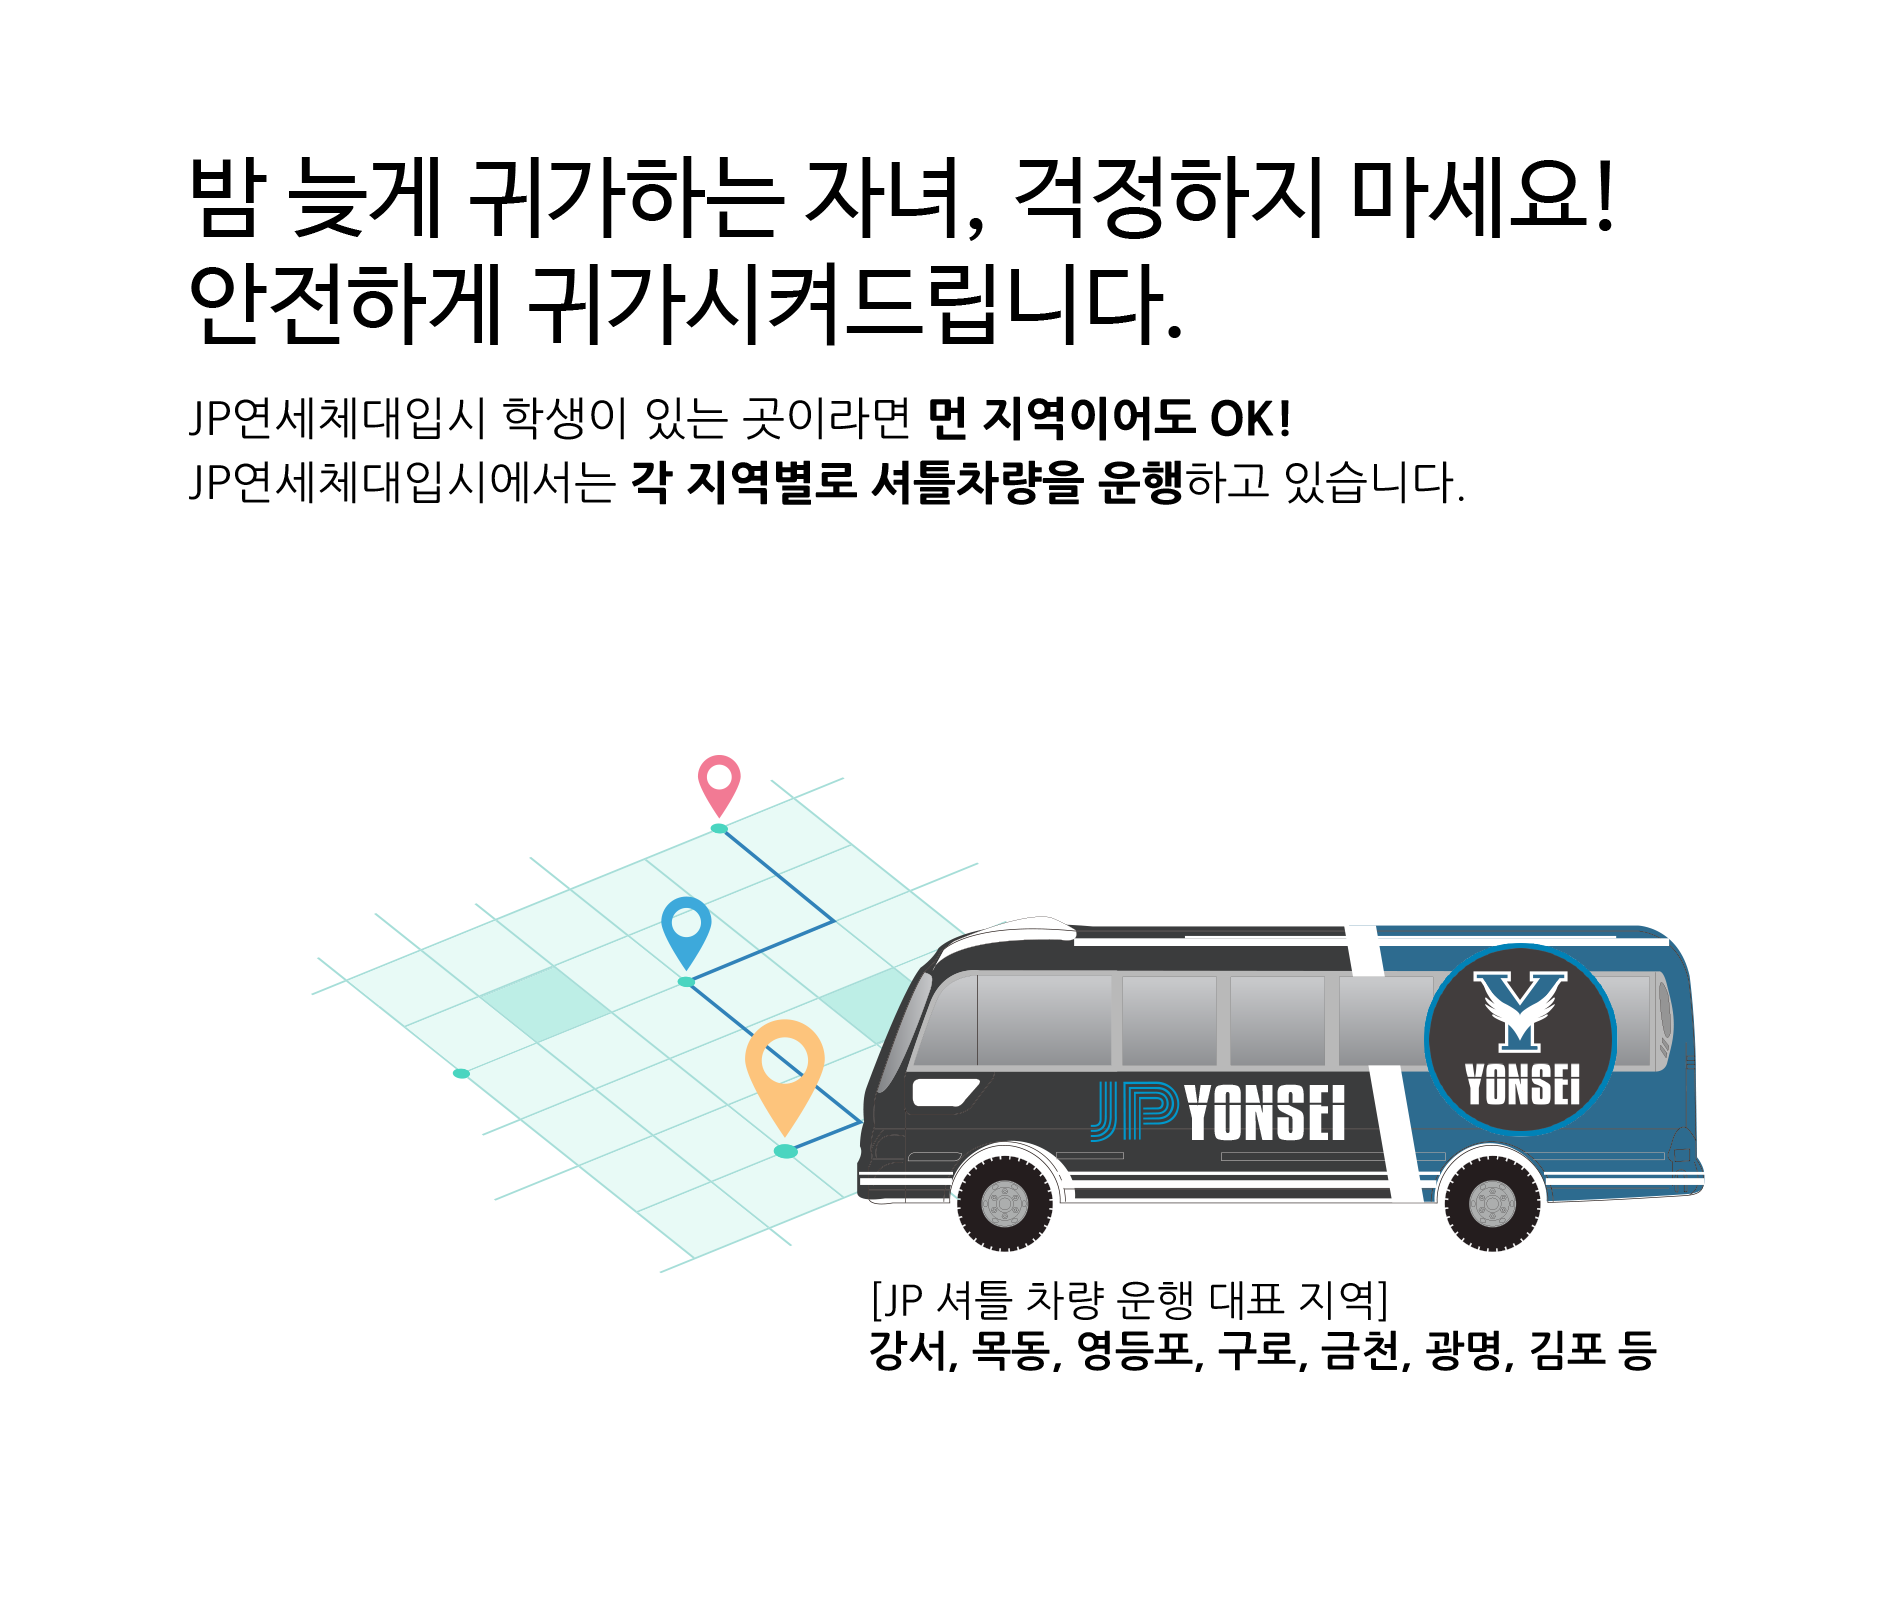 밤 늦게 귀가하는 자녀, 걱정하지 마세요!
안전하게 귀가시켜드립니다.
JP연세체대입시 학생이 있는 곳이라면 먼 지역이어도 OK!
JP연세체대입시에서는 각 지역별로 셔틀차량을 운행하고 있습니다.
Y
YONSEI
JP YONSEI
[JP 셔틀 차량 운행 대표 지역]
강서, 목동, 영등포, 구로, 금천, 광명, 김포 등